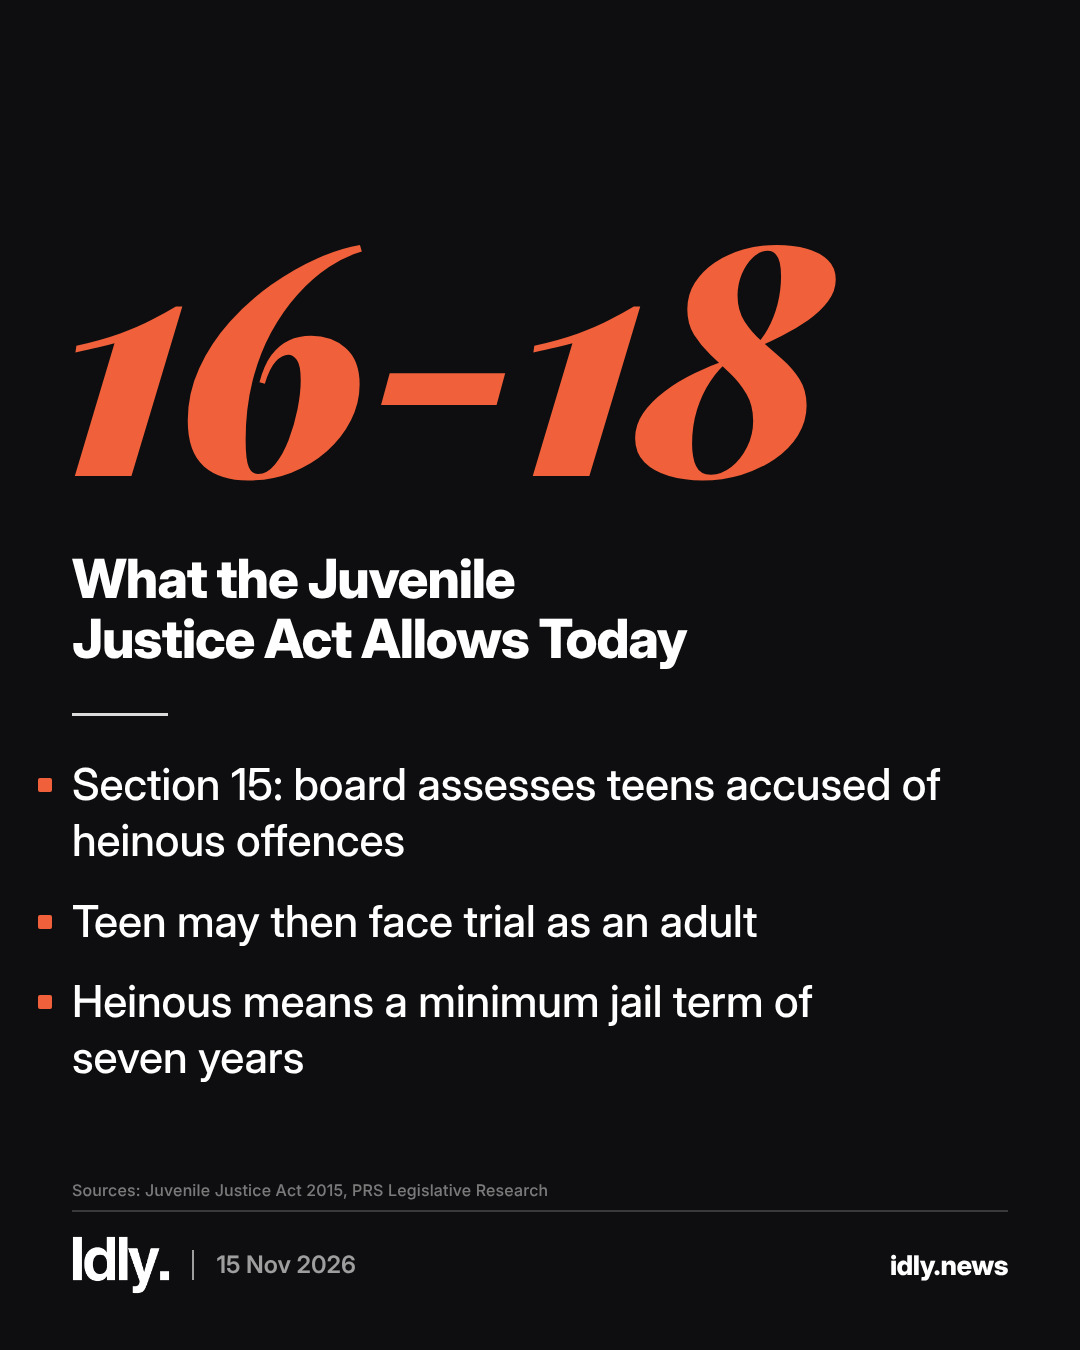 16–18
What the Juvenile
Justice Act Allows Today
Section 15: board assesses teens accused of
heinous offences
Teen may then face trial as an adult
Heinous means a minimum jail term of
seven years
Sources: Juvenile Justice Act 2015, PRS Legislative Research
Idly. | 15 Nov 2026
idly.news